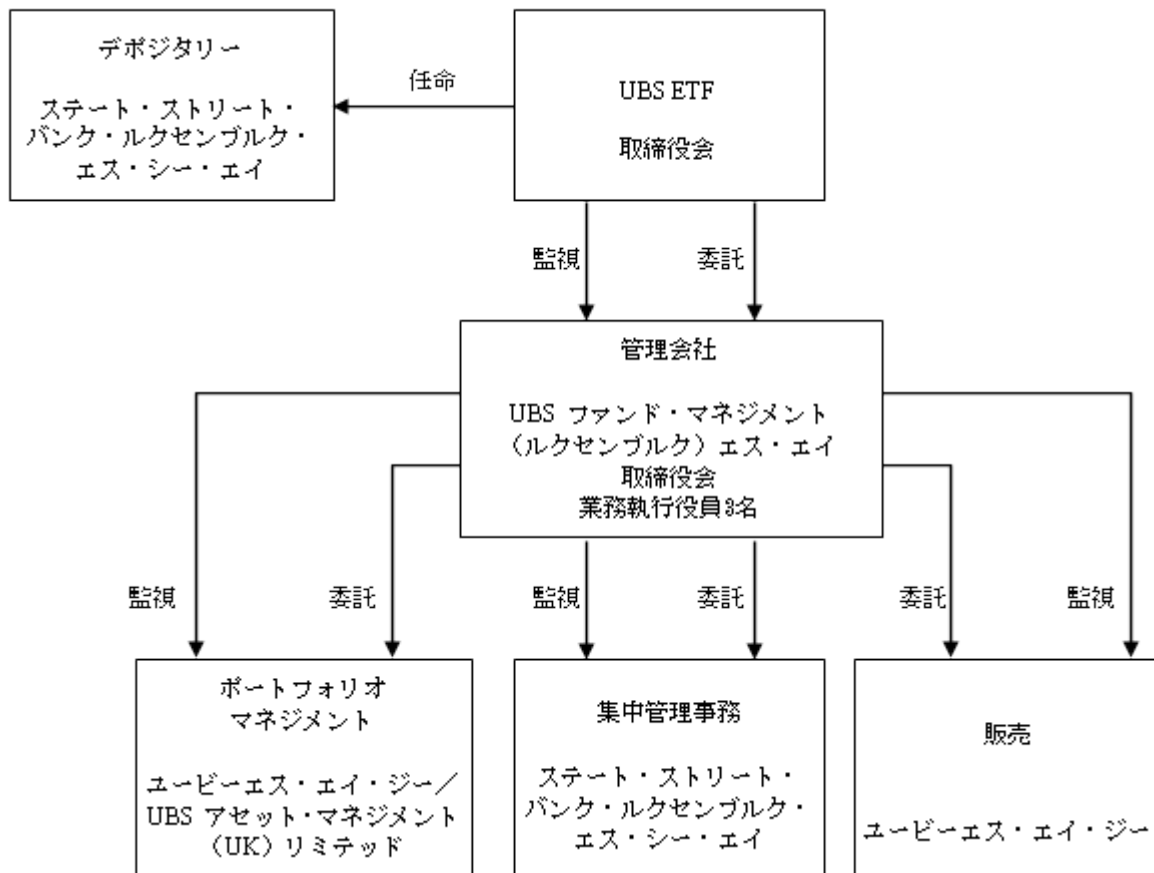 デポジタリー
ステート・ストリート・
バンク・ルクセンブルク・
エス・シー・エイ
任命
UBS ETF
取締役会
監視
委託
管理会社
UBS ファンド・マネジメント
（ルクセンブルク）エス・エイ
取締役会
業務執行役員3名
監視
委託
監視
委託
委託
監視
ポートフォリオ
マネジメント
ユービーエス・エイ・ジー／
UBS アセット・マネジメント
（UK）リミテッド
集中管理事務
ステート・ストリート・
バンク・ルクセンブルク・
エス・シー・エイ
販売
ユービーエス・エイ・ジー